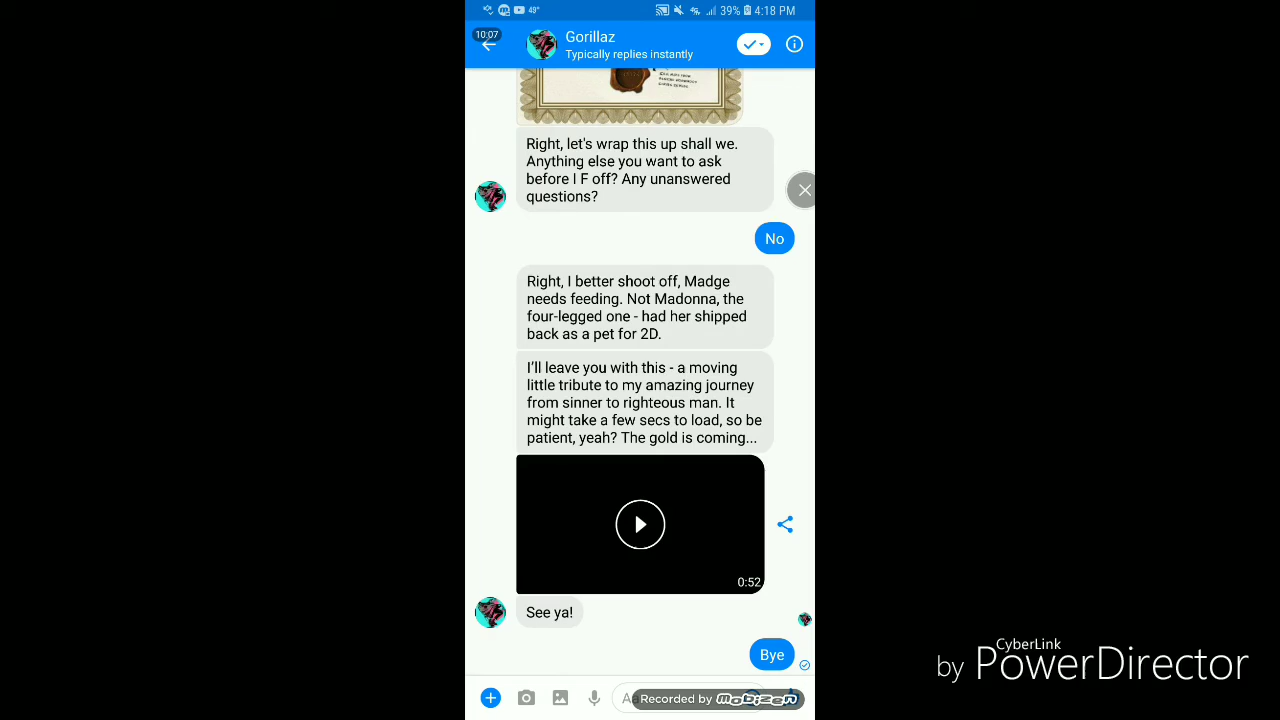 49° 39% 4:18 PM
10:07
Gorillaz
Typically replies instantly
Right, let's wrap this up shall we.
Anything else you want to ask
before I F off? Any unanswered
questions?
No
Right, I better shoot off, Madge
needs feeding. Not Madonna, the
four-legged one - had her shipped
back as a pet for 2D.
I'll leave you with this - a moving
little tribute to my amazing journey
from sinner to righteous man. It
might take a few secs to load, so be
patient, yeah? The gold is coming...
0:52
See ya!
Bye
Recorded by mobizen
CyberLink
by PowerDirector